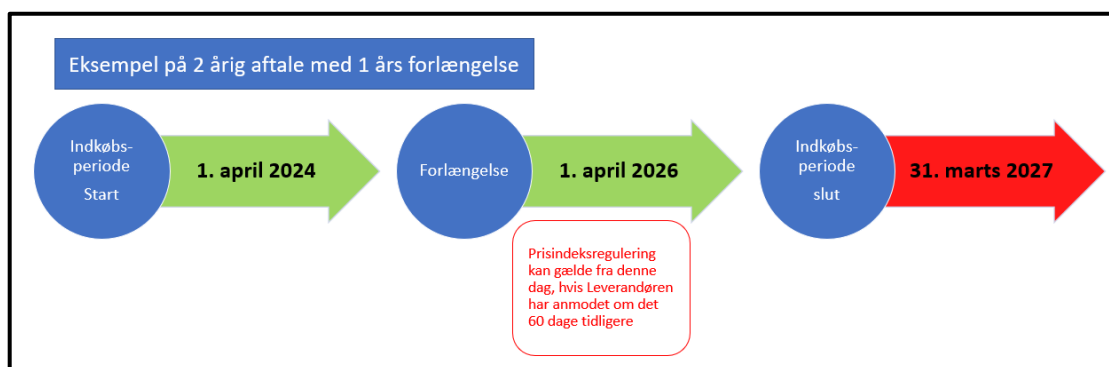 Eksempel på 2 årig aftale med 1 års forlængelse
Indkøbs-
periode
Start
1. april 2024
Forlængelse
1. april 2026
Indkøbs-
periode
slut
31. marts 2027
Prisindeksregulering
kan gælde fra denne
dag, hvis Leverandøren
har anmodet om det
60 dage tidligere